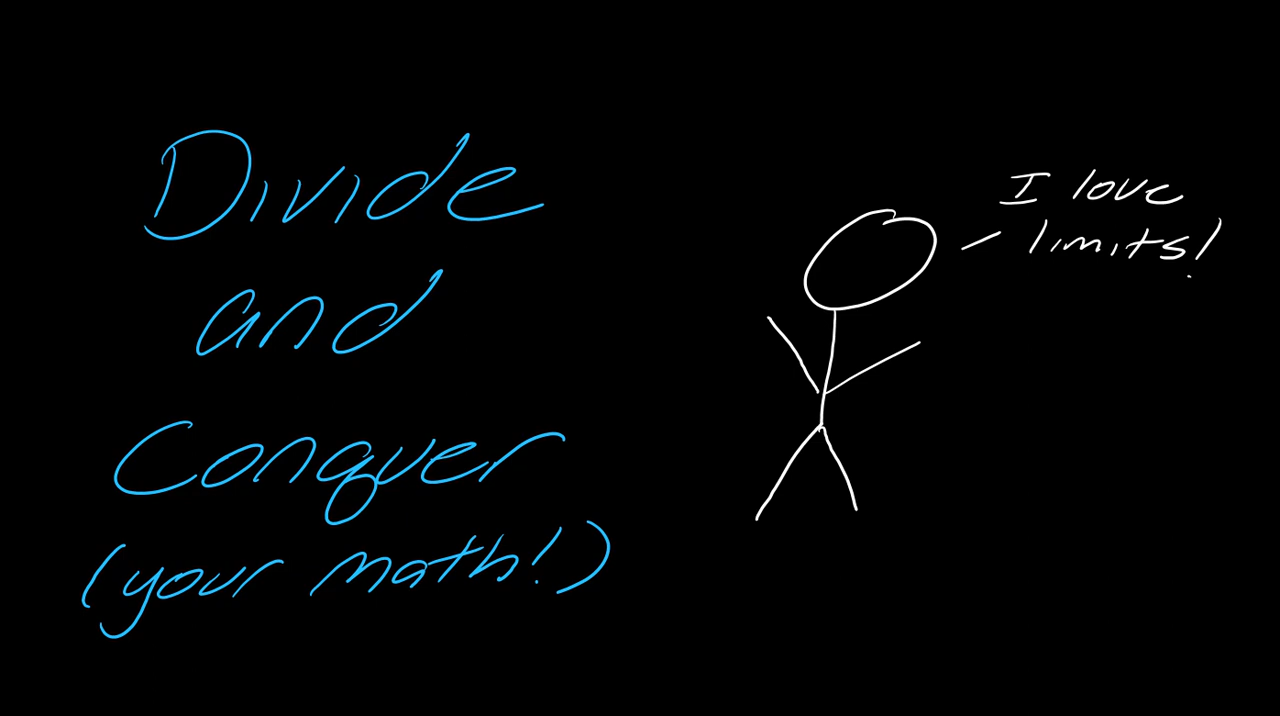 Divide
and
Conquer
(your math!)
I love
limits!